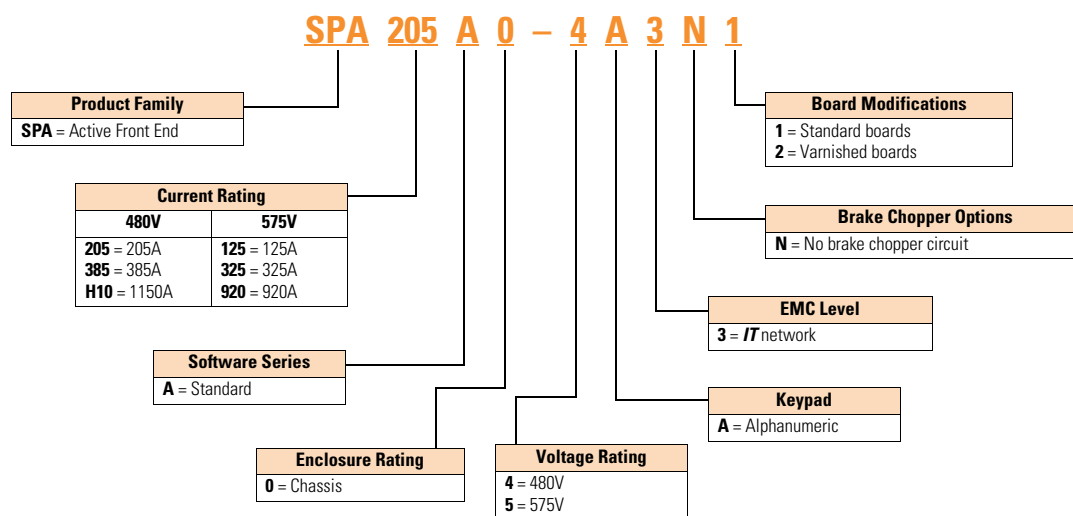 SPA 205 A 0 – 4 A 3 N 1
Product Family
SPA = Active Front End
Board Modifications
1 = Standard boards
2 = Varnished boards
Current Rating
480V 575V
205 = 205A 125 = 125A
385 = 385A 325 = 325A
H10 = 1150A 920 = 920A
Brake Chopper Options
N = No brake chopper circuit
EMC Level
3 = IT network
Software Series
A = Standard
Keypad
A = Alphanumeric
Enclosure Rating
0 = Chassis
Voltage Rating
4 = 480V
5 = 575V